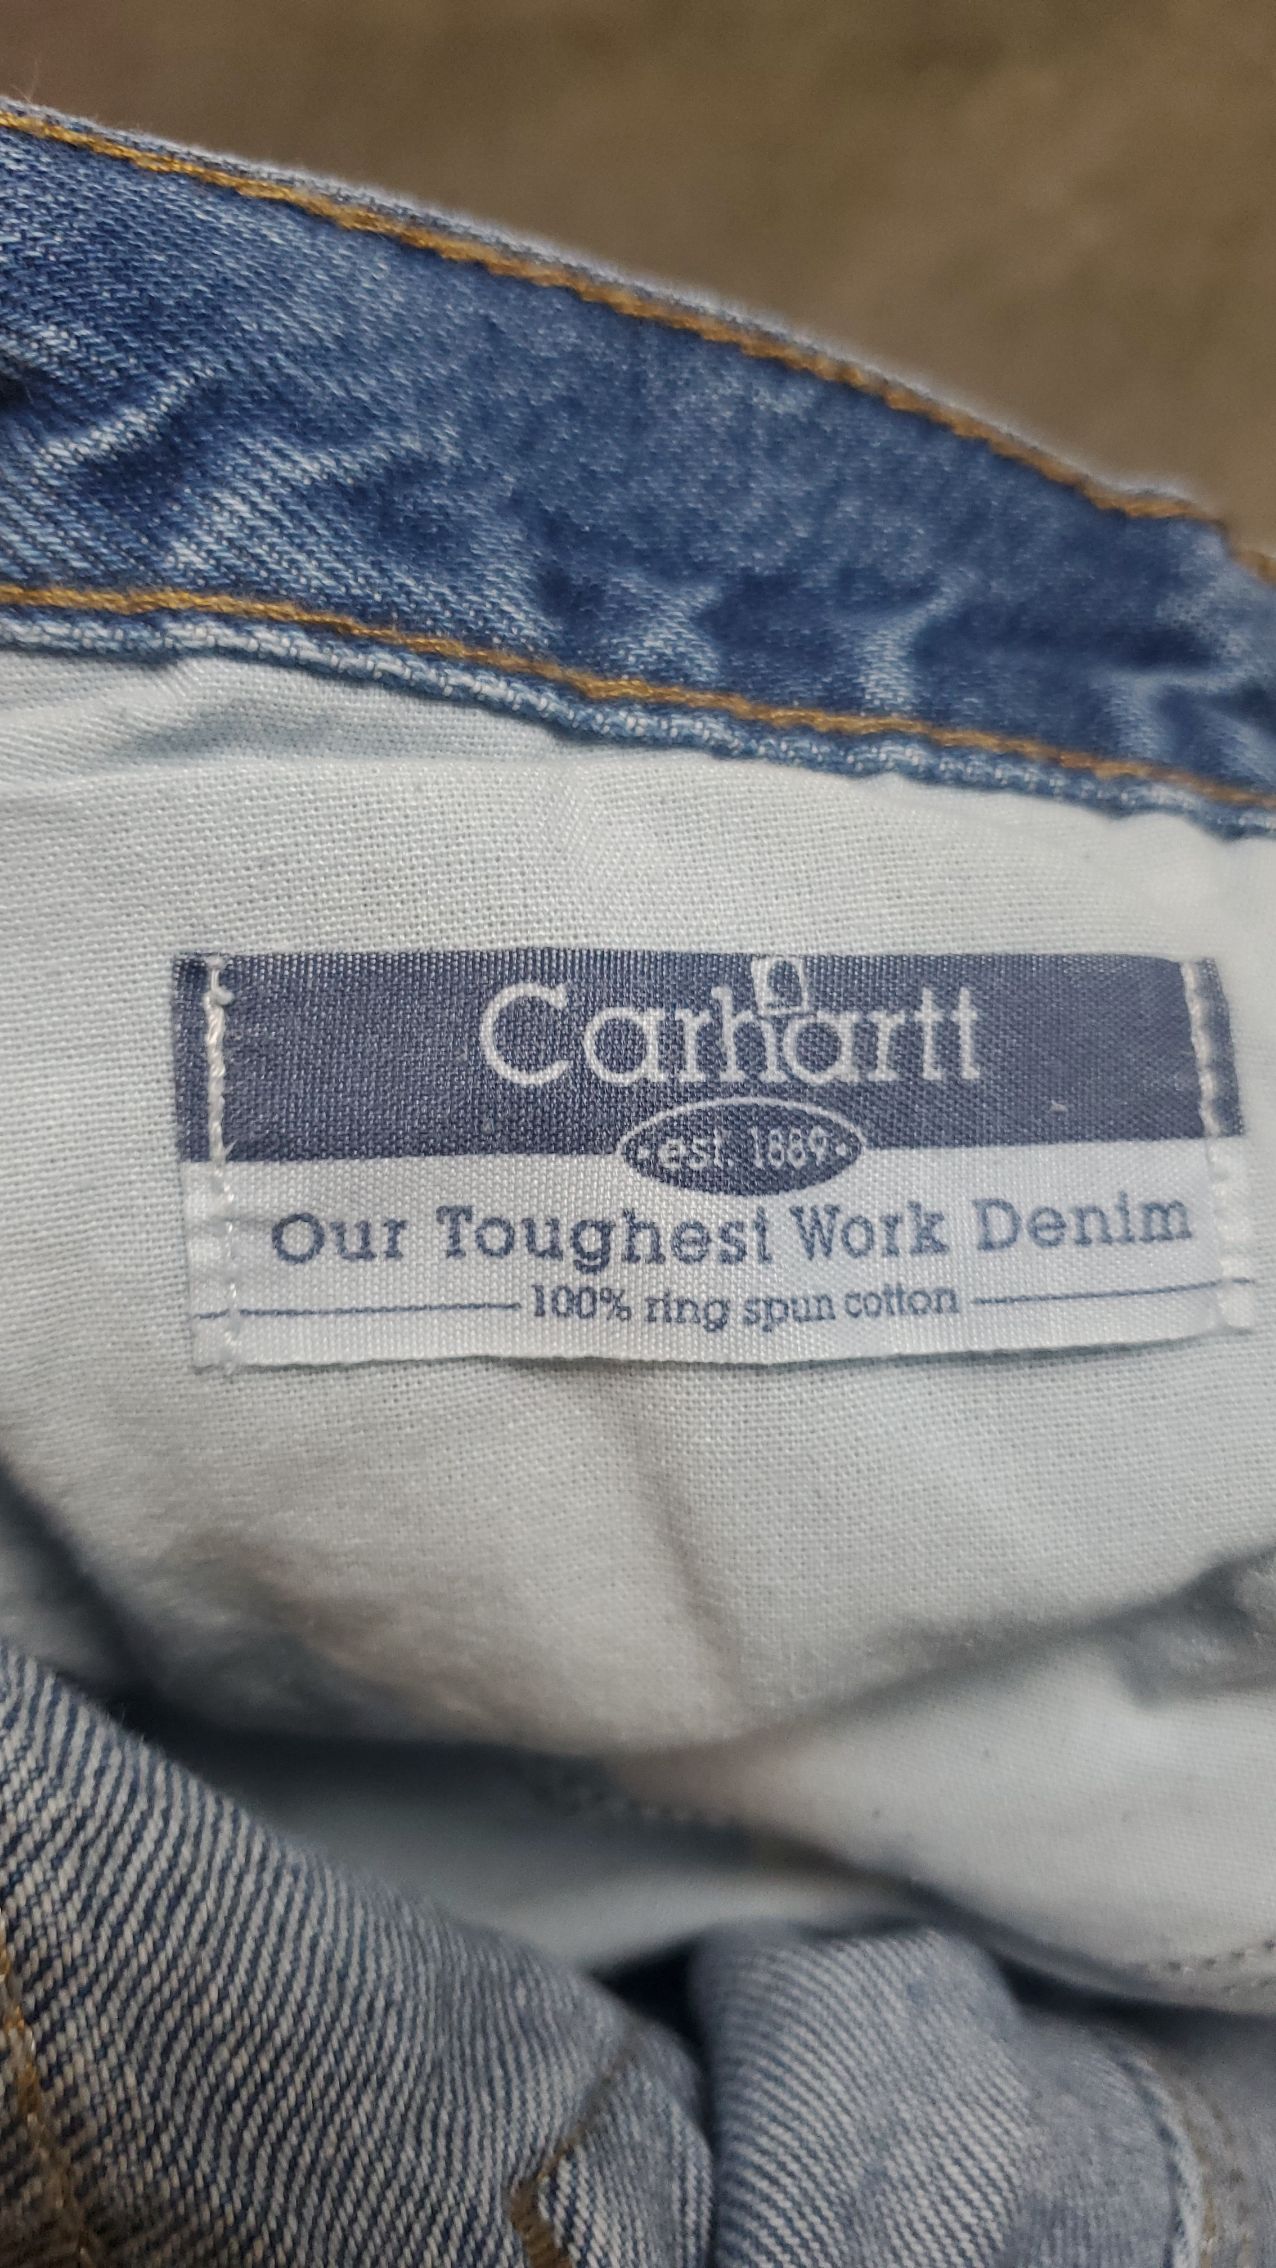 Carhartt
·est. 1889·
Our Toughest Work Denim
100% ring spun cotton